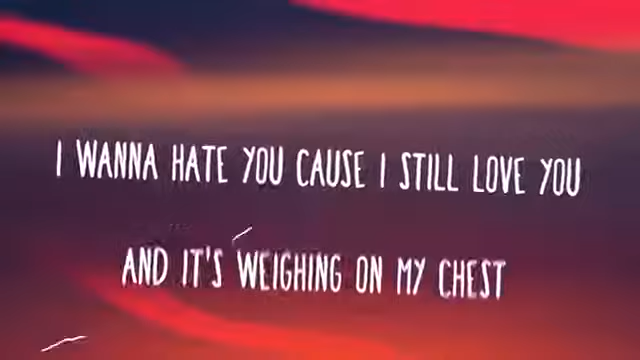 I WANNA HATE YOU CAUSE I STILL LOVE YOU
AND IT'S WEIGHING ON MY CHEST